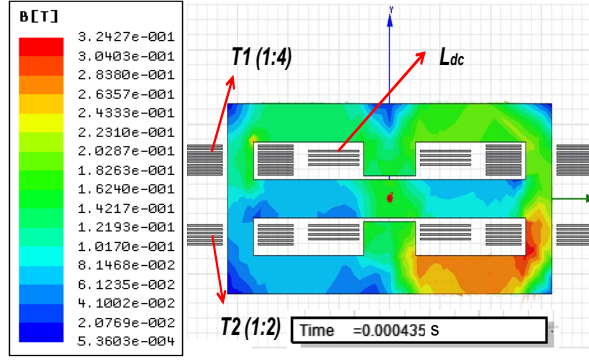 B[T]
3.2427e-001
3.0403e-001
2.8380e-001
2.6357e-001
2.4333e-001
2.2310e-001
2.0287e-001
1.8263e-001
1.6240e-001
1.4217e-001
1.2193e-001
1.0170e-001
8.1468e-002
6.1235e-002
4.1002e-002
2.0769e-002
5.3603e-004
T1 (1:4)
Ldc
Y
T2 (1:2)
Time =0.000435 S